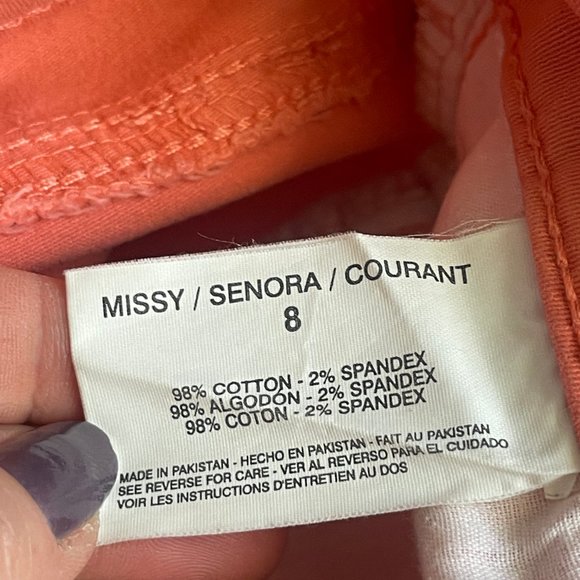 MISSY / SENORA / COURANT
8
98% COTTON - 2% SPANDEX
98% ALGODÓN - 2% SPANDEX
98% COTON - 2% SPANDEX
MADE IN PAKISTAN - HECHO EN PAKISTAN - FAIT AU PAKISTAN
SEE REVERSE FOR CARE - VER AL REVERSO PARA EL CUIDADO
VOIR LES INSTRUCTIONS D'ENTRETIEN AU DOS